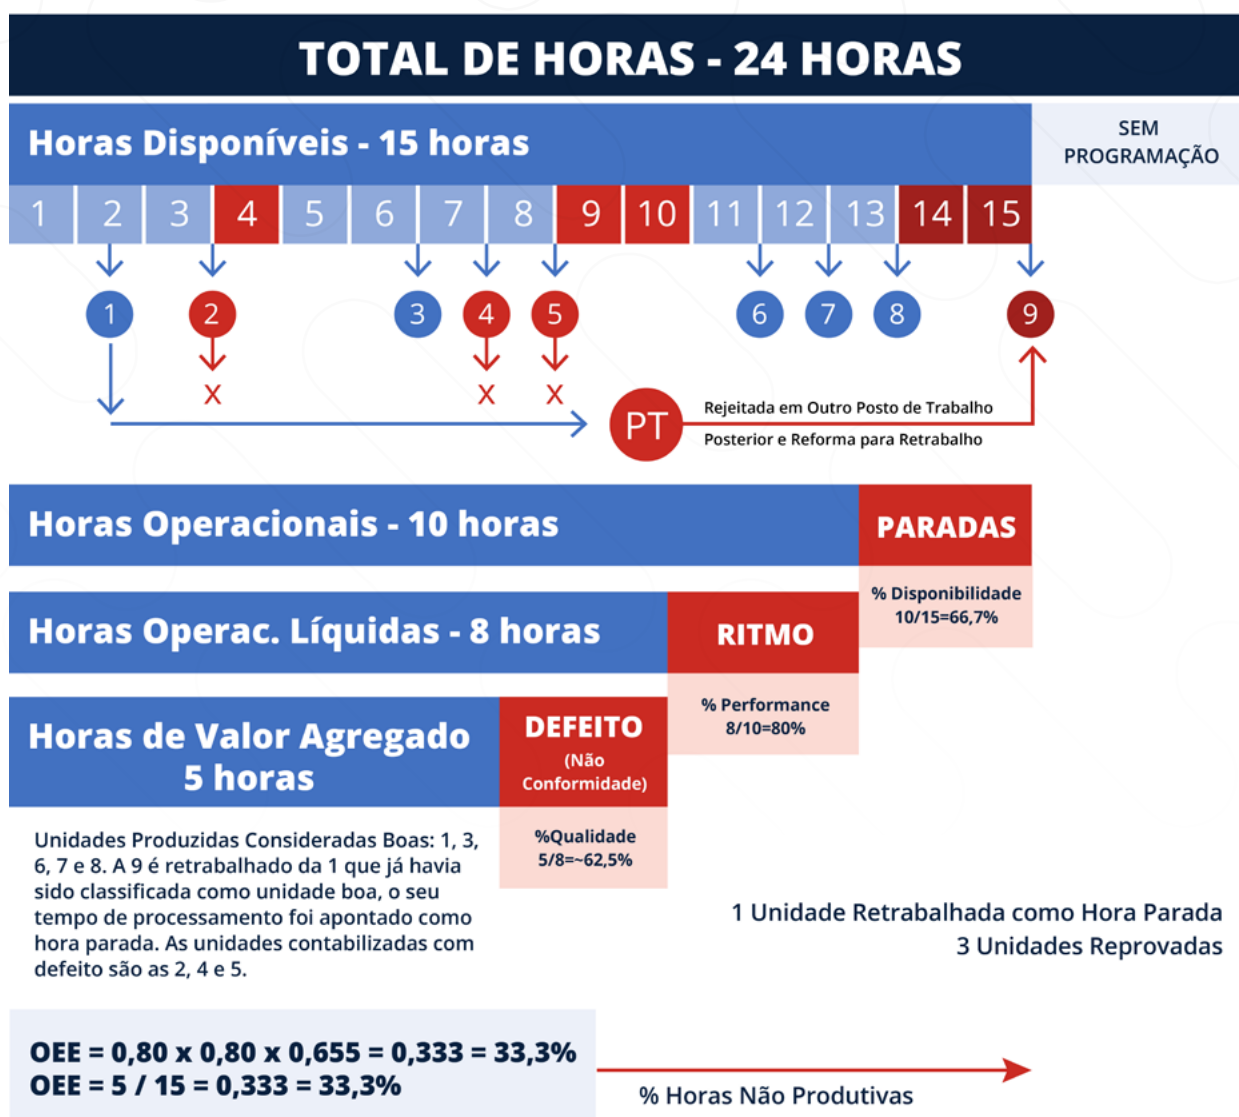 TOTAL DE HORAS - 24 HORAS
Horas Disponíveis - 15 horas
SEM
PROGRAMAÇÃO
1 2 3 4 5 6 7 8 9 10 11 12 13 14 15
1 2 3 4 5 6 7 8 9
X X X
PT
Rejeitada em Outro Posto de Trabalho
Posterior e Reforma para Retrabalho
Horas Operacionais - 10 horas
PARADAS
% Disponibilidade
10/15=66,7%
Horas Operac. Líquidas - 8 horas
RITMO
% Performance
8/10=80%
Horas de Valor Agregado
5 horas
DEFEITO
(Não
Conformidade)
%Qualidade
5/8=~62,5%
Unidades Produzidas Consideradas Boas: 1, 3,
6, 7 e 8. A 9 é retrabalhado da 1 que já havia
sido classificada como unidade boa, o seu
tempo de processamento foi apontado como
hora parada. As unidades contabilizadas com
defeito são as 2, 4 e 5.
1 Unidade Retrabalhada como Hora Parada
3 Unidades Reprovadas
OEE = 0,80 x 0,80 x 0,655 = 0,333 = 33,3%
OEE = 5 / 15 = 0,333 = 33,3%
% Horas Não Produtivas